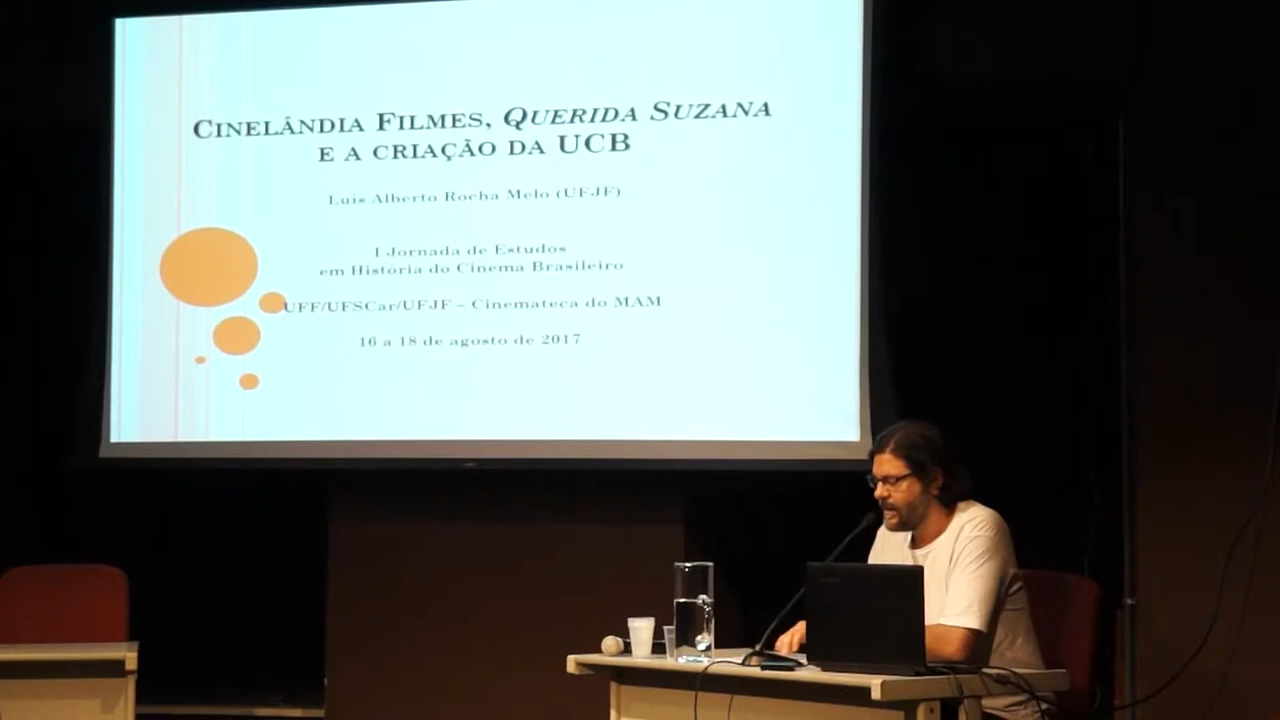 CINELÂNDIA FILMES, QUERIDA SUZANA
E A CRIAÇÃO DA UCB
Luís Alberto Rocha Melo (UFJF)
I Jornada de Estudos
em História do Cinema Brasileiro
UFF/UFSCar/UFJF – Cinemateca do MAM
16 a 18 de agosto de 2017